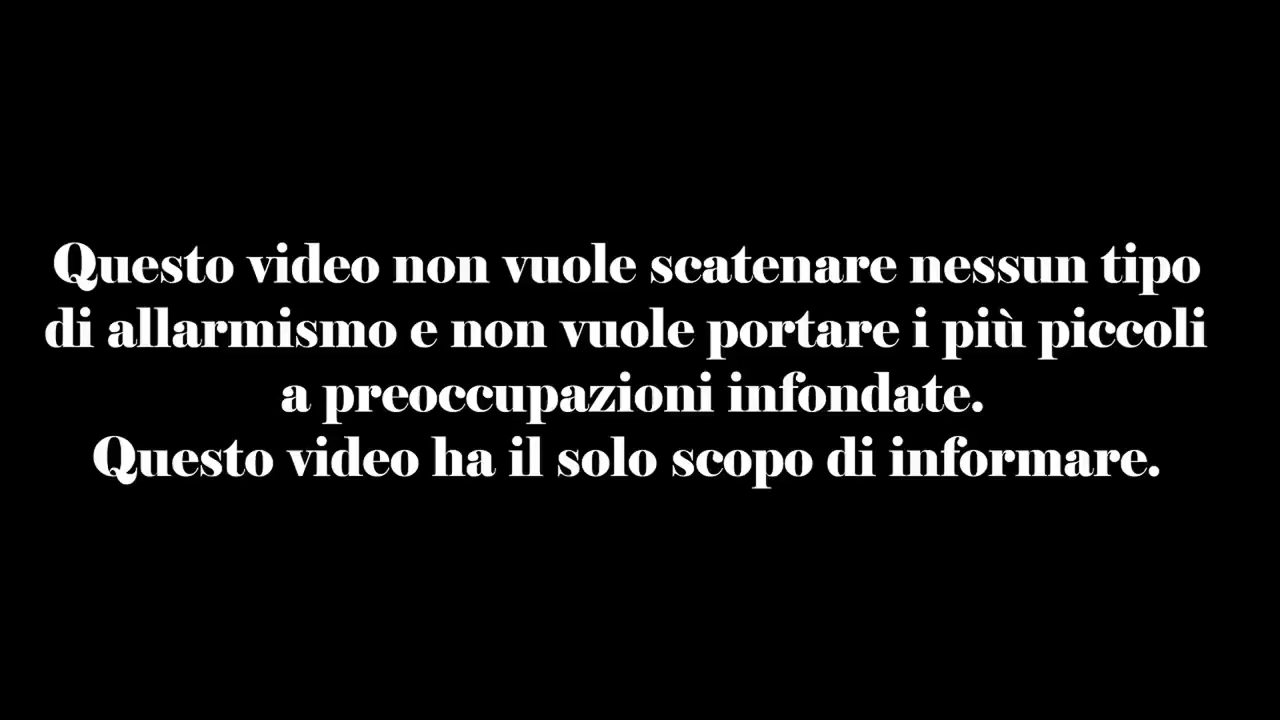 Questo video non vuole scatenare nessun tipo
di allarmismo e non vuole portare i più piccoli
a preoccupazioni infondate.
Questo video ha il solo scopo di informare.